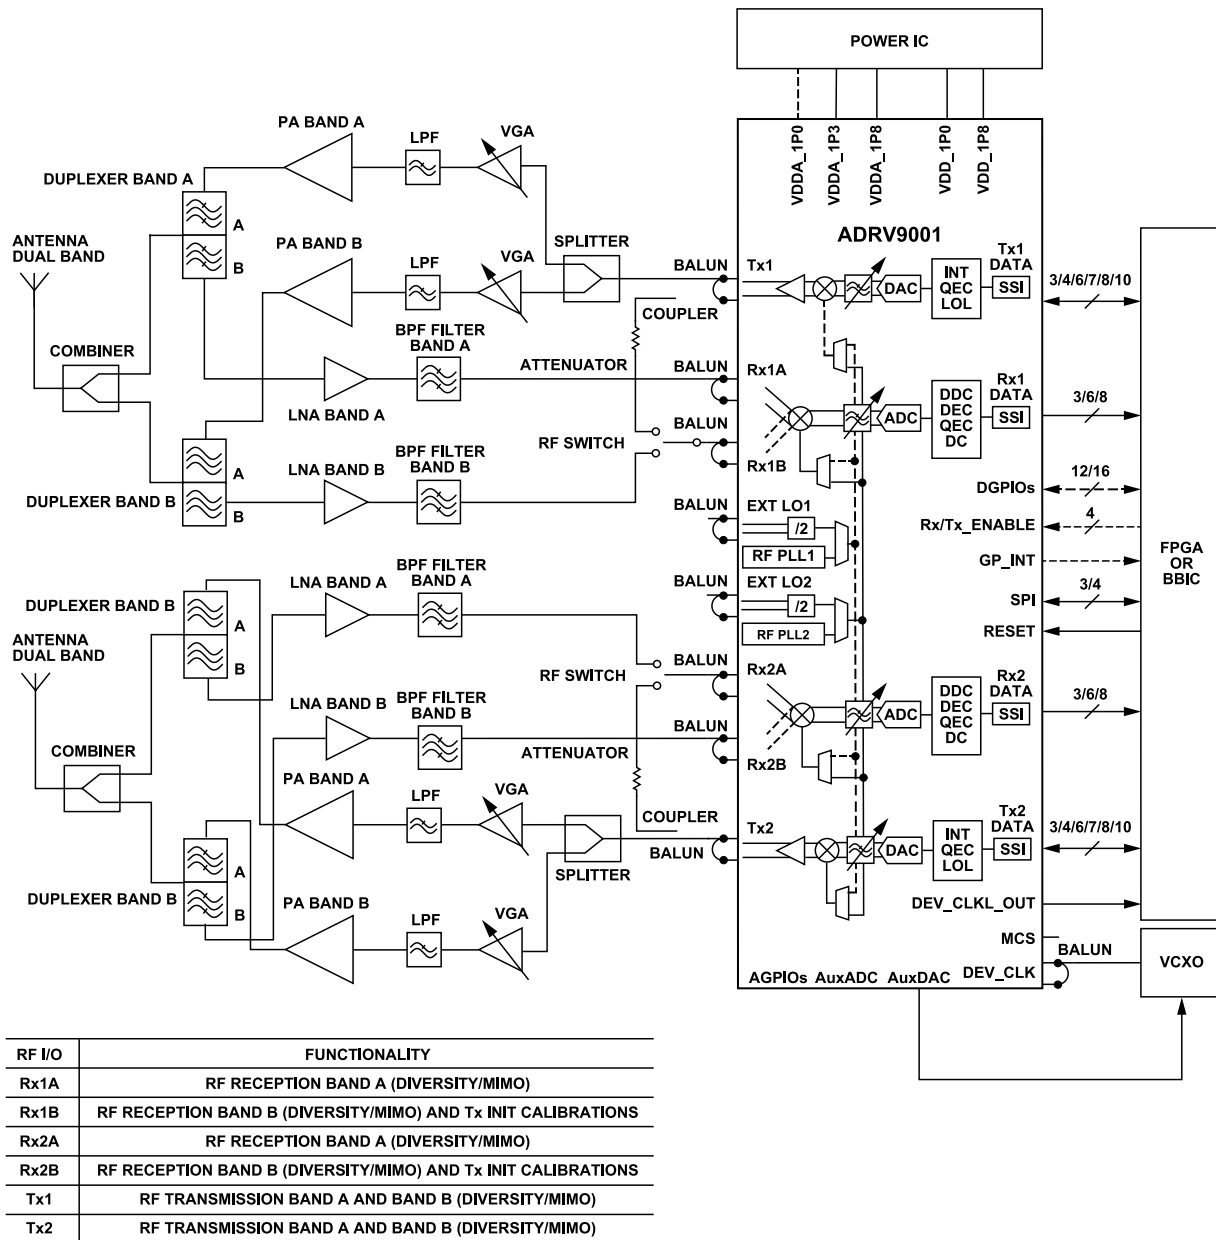 POWER IC
VDDA_1P0
VDDA_1P3
VDDA_1P8
VDD_1P0
VDD_1P8
PA BAND A
LPF
VGA
DUPLEXER BAND A
A
B
ANTENNA
DUAL BAND
PA BAND B
LPF
VGA
SPLITTER
BALUN
COUPLER
COMBINER
BPF FILTER
BAND A
ATTENUATOR
BALUN
LNA BAND A
BALUN
RF SWITCH
LNA BAND B
BPF FILTER
BAND B
A
B
DUPLEXER BAND B
BALUN
ADRV9001
Tx1
DAC
INT
QEC
LOL
Tx1
DATA
SSI
3/4/6/7/8/10
Rx1A
ADC
DDC
DEC
QEC
DC
Rx1
DATA
SSI
3/6/8
Rx1B
DGPIOs
12/16
EXT LO1
/2
RF PLL1
Rx/Tx_ENABLE
4
GP_INT
FPGA
OR
BBIC
EXT LO2
/2
RF PLL2
SPI
3/4
RESET
LNA BAND A
BPF FILTER
BAND A
BALUN
DUPLEXER BAND B
A
B
ANTENNA
DUAL BAND
RF SWITCH
BALUN
Rx2A
LNA BAND B
BPF FILTER
BAND B
BALUN
ATTENUATOR
Rx2B
ADC
DDC
DEC
QEC
DC
Rx2
DATA
SSI
3/6/8
COMBINER
PA BAND A
LPF
VGA
COUPLER
BALUN
SPLITTER
Tx2
DAC
INT
QEC
LOL
Tx2
DATA
SSI
3/4/6/7/8/10
A
B
DUPLEXER BAND B
PA BAND B
LPF
VGA
DEV_CLKL_OUT
MCS
BALUN
DEV_CLK
VCXO
AGPIOs AuxADC AuxDAC
RF I/O FUNCTIONALITY
Rx1A RF RECEPTION BAND A (DIVERSITY/MIMO)
Rx1B RF RECEPTION BAND B (DIVERSITY/MIMO) AND Tx INIT CALIBRATIONS
Rx2A RF RECEPTION BAND A (DIVERSITY/MIMO)
Rx2B RF RECEPTION BAND B (DIVERSITY/MIMO) AND Tx INIT CALIBRATIONS
Tx1 RF TRANSMISSION BAND A AND BAND B (DIVERSITY/MIMO)
Tx2 RF TRANSMISSION BAND A AND BAND B (DIVERSITY/MIMO)